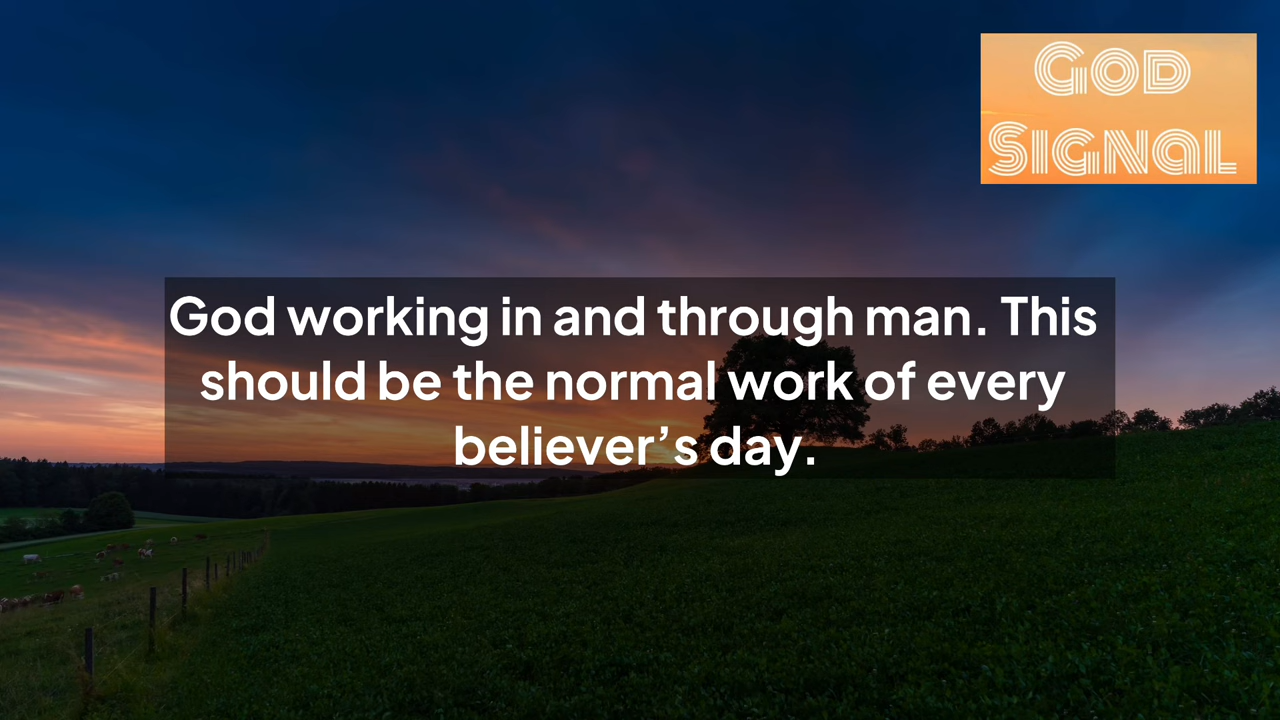 God
Signal
God working in and through man. This
should be the normal work of every
believer’s day.